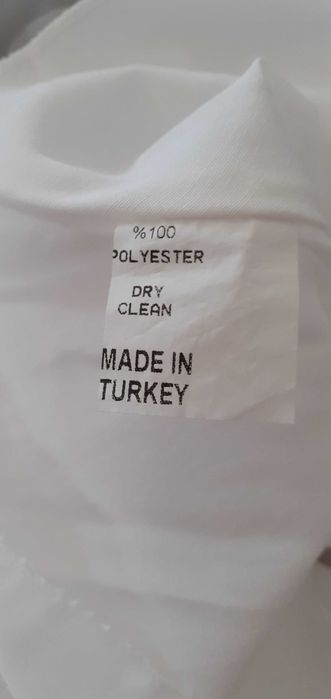 %100
POLYESTER
DRY
CLEAN
MADE IN
TURKEY